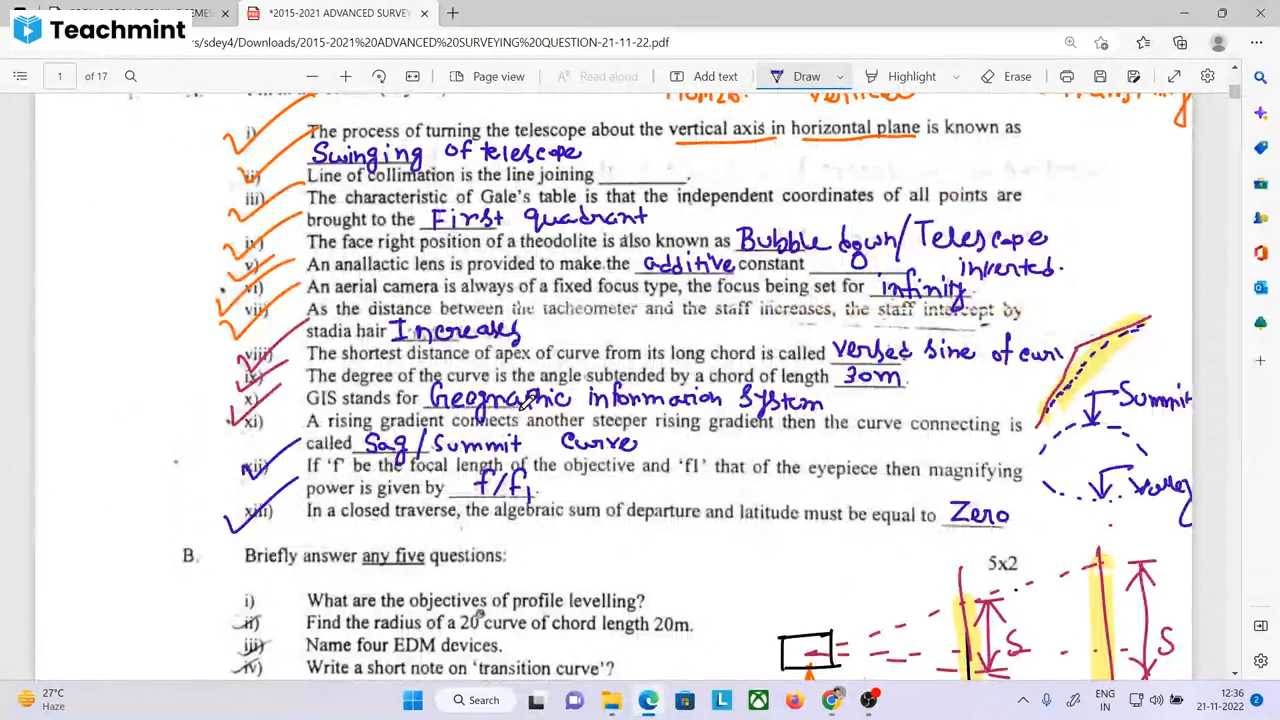 *2015-2021 ADVANCED SURVEY
Teachmint
rs/sdey4/Downloads/2015-2021%20ADVANCED%20SURVEYING%20QUESTION-21-11-22.pdf
1 of 17
Page view
Read aloud
Add text
Draw
Highlight
Erase
i) The process of turning the telescope about the vertical axis in horizontal plane is known as
Swinging of telescope
ii) Line of collimation is the line joining ________.
iii) The characteristic of Gale's table is that the independent coordinates of all points are
brought to the First quadrant
iv) The face right position of a theodolite is also known as Bubble down/Telescope
inverted.
v) An anallactic lens is provided to make the additive constant 0
vi) An aerial camera is always of a fixed focus type, the focus being set for infinity
vii) As the distance between the tacheometer and the staff increases, the staff intercept by
stadia hair Increases
viii) The shortest distance of apex of curve from its long chord is called versed sine of curv
ix) The degree of the curve is the angle subtended by a chord of length 30m.
x) GIS stands for Geographic information System
xi) A rising gradient connects another steeper rising gradient then the curve connecting is
called Sag/Summit Curve
Summit
xii) If 'f' be the focal length of the objective and 'f1' that of the eyepiece then magnifying
power is given by f/f1.
Valley
xiii) In a closed traverse, the algebraic sum of departure and latitude must be equal to Zero
B. Briefly answer any five questions:
5x2
i) What are the objectives of profile levelling?
ii) Find the radius of a 20° curve of chord length 20m.
iii) Name four EDM devices.
iv) Write a short note on 'transition curve'?
S
S
27°C
Haze
Search
ENG
IN
12:36
21-11-2022
2